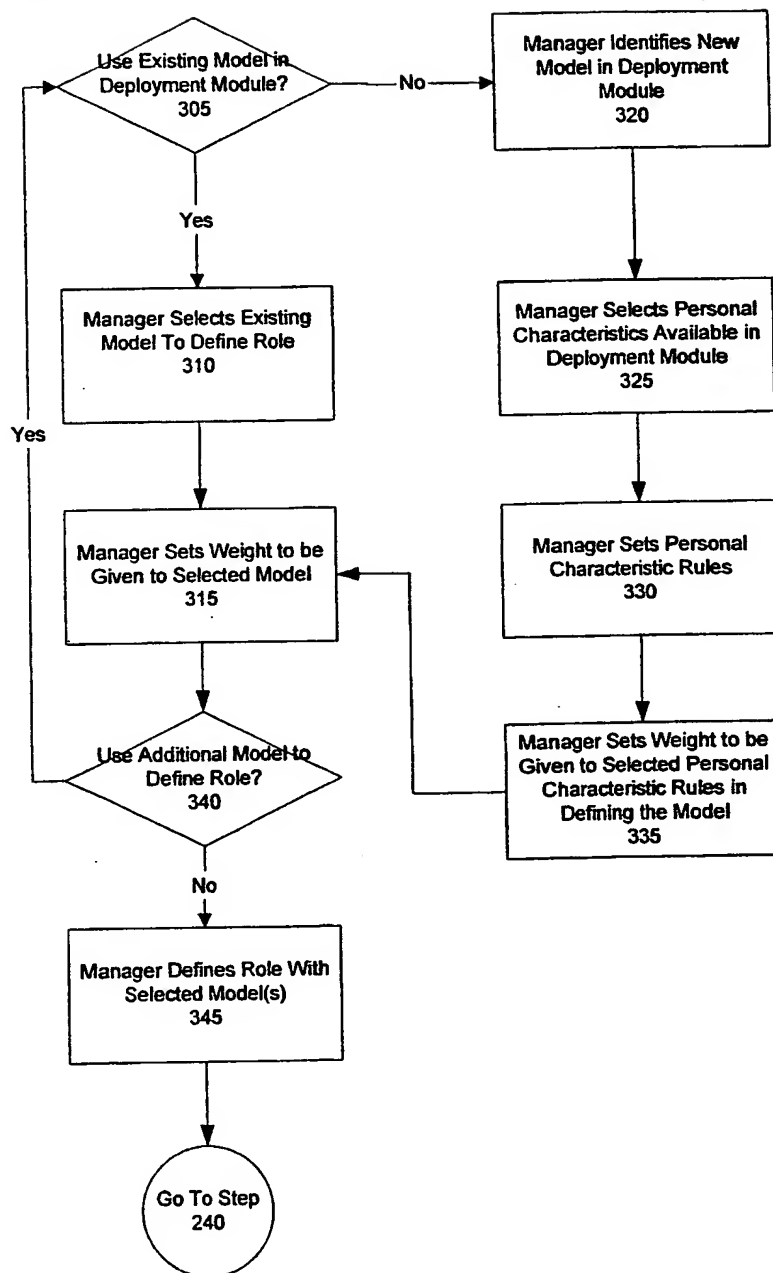 Use Existing Model in
Deployment Module?
305
No
Manager Identifies New
Model in Deployment
Module
320
Yes
Manager Selects Existing
Model To Define Role
310
Manager Selects Personal
Characteristics Available in
Deployment Module
325
Yes
Manager Sets Weight to be
Given to Selected Model
315
Manager Sets Personal
Characteristic Rules
330
Use Additional Model to
Define Role?
340
Manager Sets Weight to be
Given to Selected Personal
Characteristic Rules in
Defining the Model
335
No
Manager Defines Role With
Selected Model(s)
345
Go To Step
240